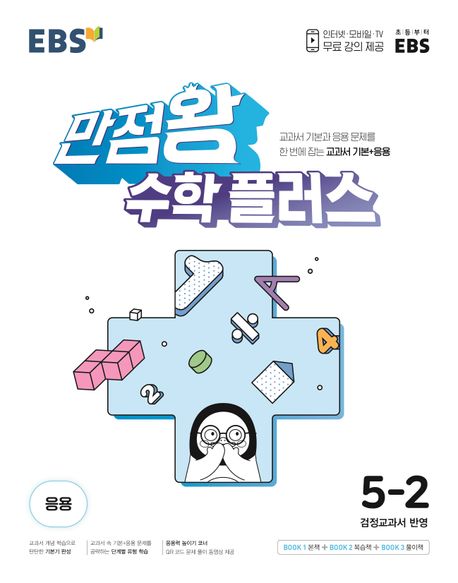 EBS
인터넷·모바일·TV
무료 강의 제공
초등부터
EBS
만점왕
교과서 기본과 응용 문제를
한 번에 잡는 교과서 기본+응용
수학 플러스
1
A
4
2
5-2
검정교과서 반영
응용
교과서 개념 학습으로
탄탄한 기본기 완성
교과서 속 기본+응용 문제를
공략하는 단계별 유형 학습
응용력 높이기 코너
QR 코드 문제 풀이 동영상 제공
BOOK 1 본책 + BOOK 2 복습책 + BOOK 3 풀이책